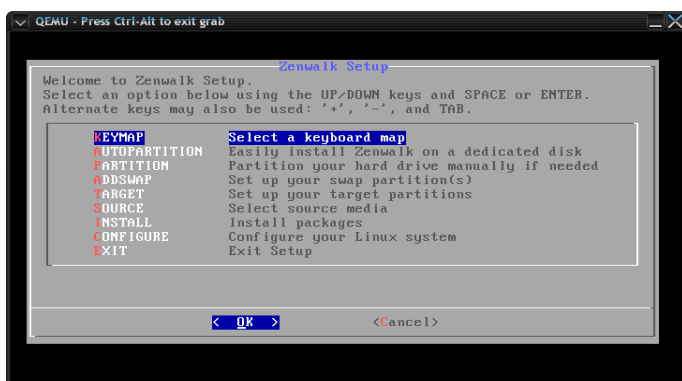 QEMU - Press Ctrl-Alt to exit grab
Zenwalk Setup
Welcome to Zenwalk Setup.
Select an option below using the UP/DOWN keys and SPACE or ENTER.
Alternate keys may also be used: '+', '-', and TAB.
KEYMAP Select a keyboard map
AUTOPARTITION Easily install Zenwalk on a dedicated disk
PARTITION Partition your hard drive manually if needed
ADDSWAP Set up your swap partition(s)
TARGET Set up your target partitions
SOURCE Select source media
INSTALL Install packages
CONFIGURE Configure your Linux system
EXIT Exit Setup
< OK > <Cancel>